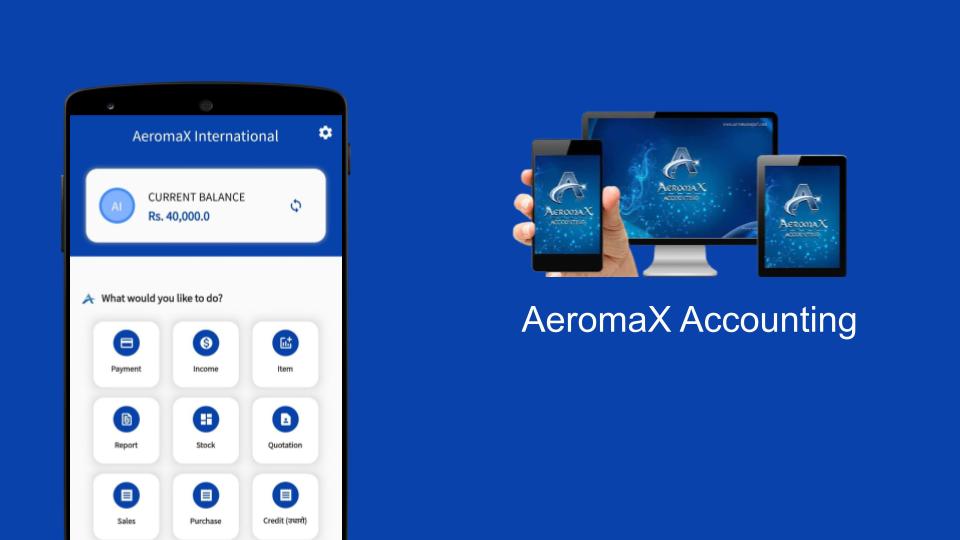 AeromaX International
AI
CURRENT BALANCE
Rs. 40,000.0
What would you like to do?
Payment
Income
Item
Report
Stock
Quotation
Sales
Purchase
Credit (उधारो)
AEROMAX
ACCOUNTING
AEROMAX
ACCOUNTING
AEROMAX
ACCOUNTING
AeromaX Accounting